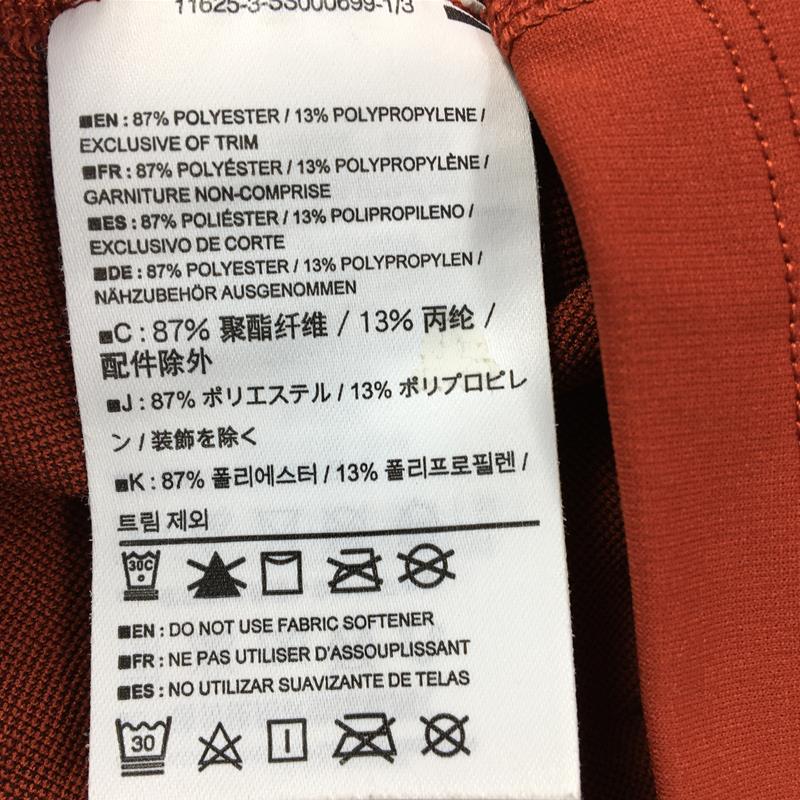 11625-3-SS000699-1/3
EN : 87% POLYESTER / 13% POLYPROPYLENE /
EXCLUSIVE OF TRIM
FR : 87% POLYÉSTER / 13% POLYPROPYLÈNE /
GARNITURE NON-COMPRISE
ES : 87% POLIÉSTER / 13% POLIPROPILENO /
EXCLUSIVO DE CORTE
DE : 87% POLYESTER / 13% POLYPROPYLEN /
NÄHZUBEHÖR AUSGENOMMEN
C : 87% 聚酯纤维 / 13% 丙纶 /
配件除外
J : 87% ポリエステル / 13% ポリプロピレ
ン / 装飾を除く
K : 87% 폴리에스터 / 13% 폴리프로필렌 /
트림 제외
30C
EN : DO NOT USE FABRIC SOFTENER
FR : NE PAS UTILISER D'ASSOUPLISSANT
ES : NO UTILIZAR SUAVIZANTE DE TELAS
30